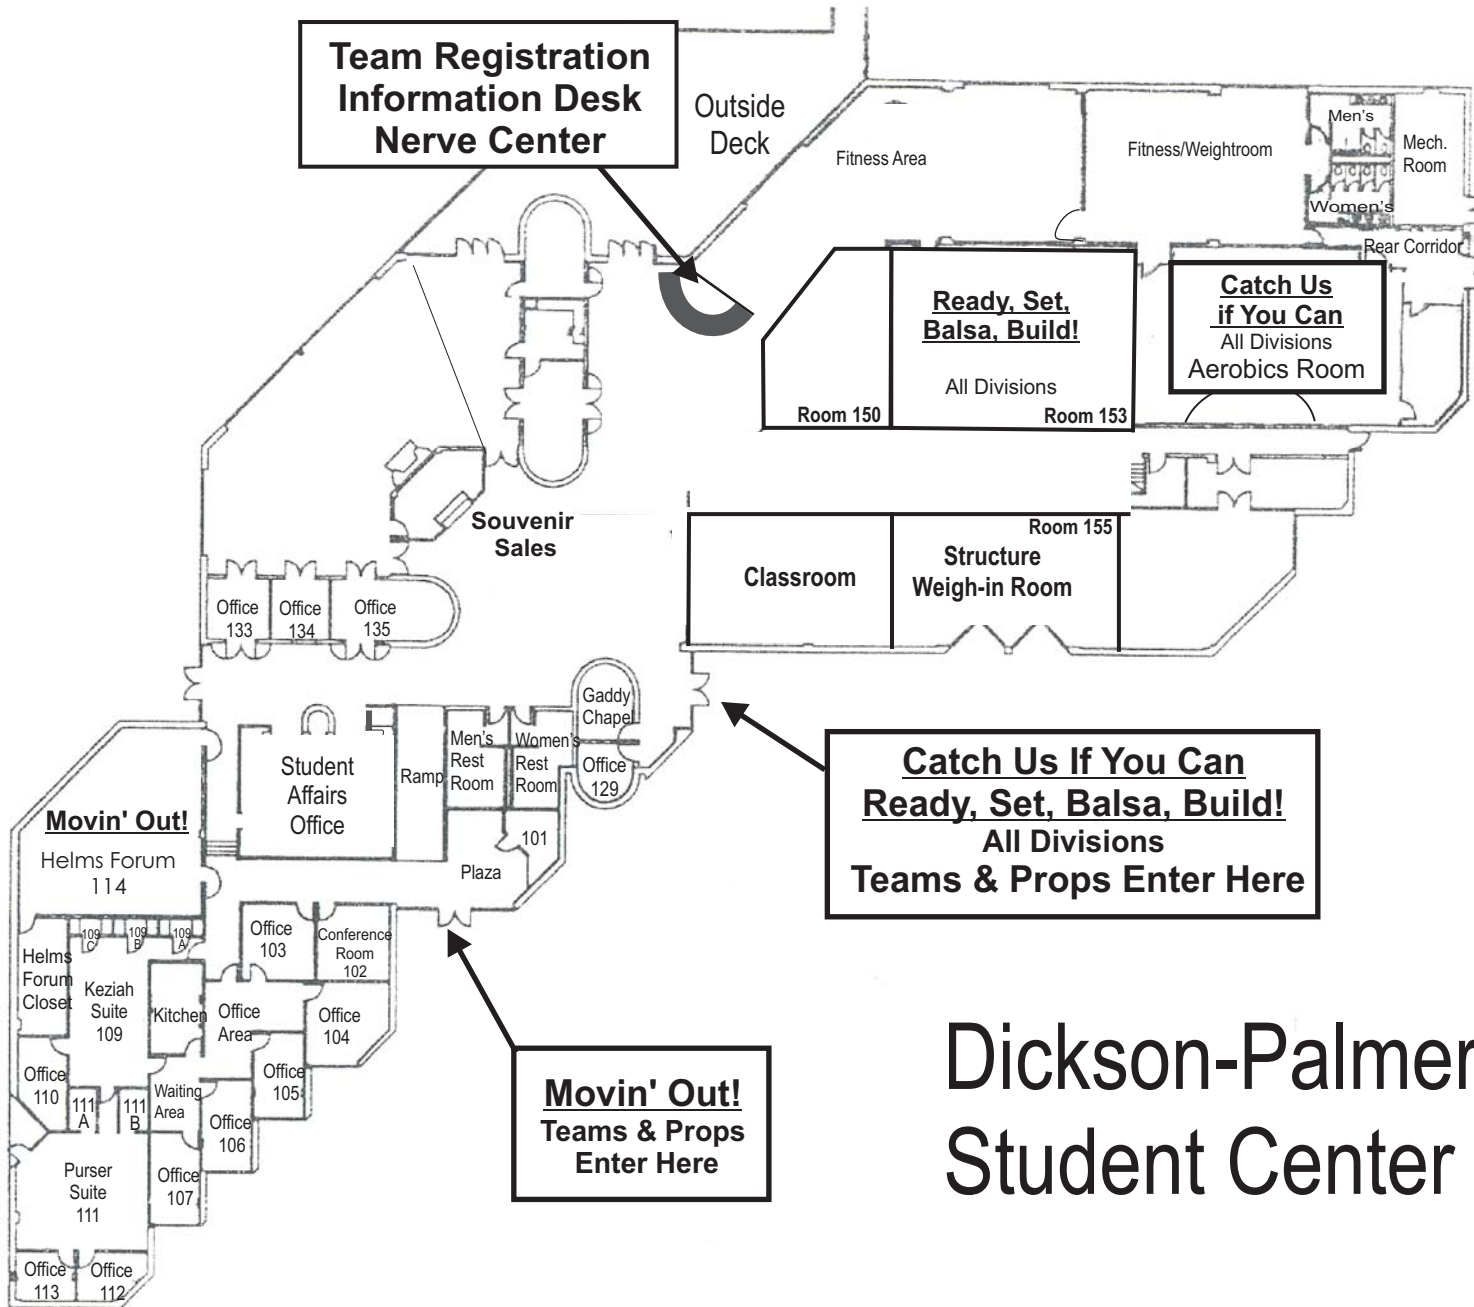 Team Registration
Information Desk
Nerve Center
Outside
Deck
Fitness Area
Fitness/Weightroom
Men's
Mech.
Room
Women's
Rear Corridor
Ready, Set,
Balsa, Build!
All Divisions
Room 150
Room 153
Catch Us
if You Can
All Divisions
Aerobics Room
Souvenir
Sales
Room 155
Classroom
Structure
Weigh-in Room
Office
133
Office
134
Office
135
Gaddy
Chapel
Office
129
Men's
Rest
Room
Women's
Rest
Room
Ramp
Student
Affairs
Office
101
Plaza
Catch Us If You Can
Ready, Set, Balsa, Build!
All Divisions
Teams & Props Enter Here
Movin' Out!
Helms Forum
114
109
C
109
B
109
A
Office
103
Conference
Room
102
Helms
Forum
Closet
Keziah
Suite
109
Kitchen
Office
Area
Office
104
Office
110
Office
105
Waiting
Area
111
A
111
B
Office
106
Purser
Suite
111
Office
107
Office
113
Office
112
Movin' Out!
Teams & Props
Enter Here
Dickson-Palmer
Student Center